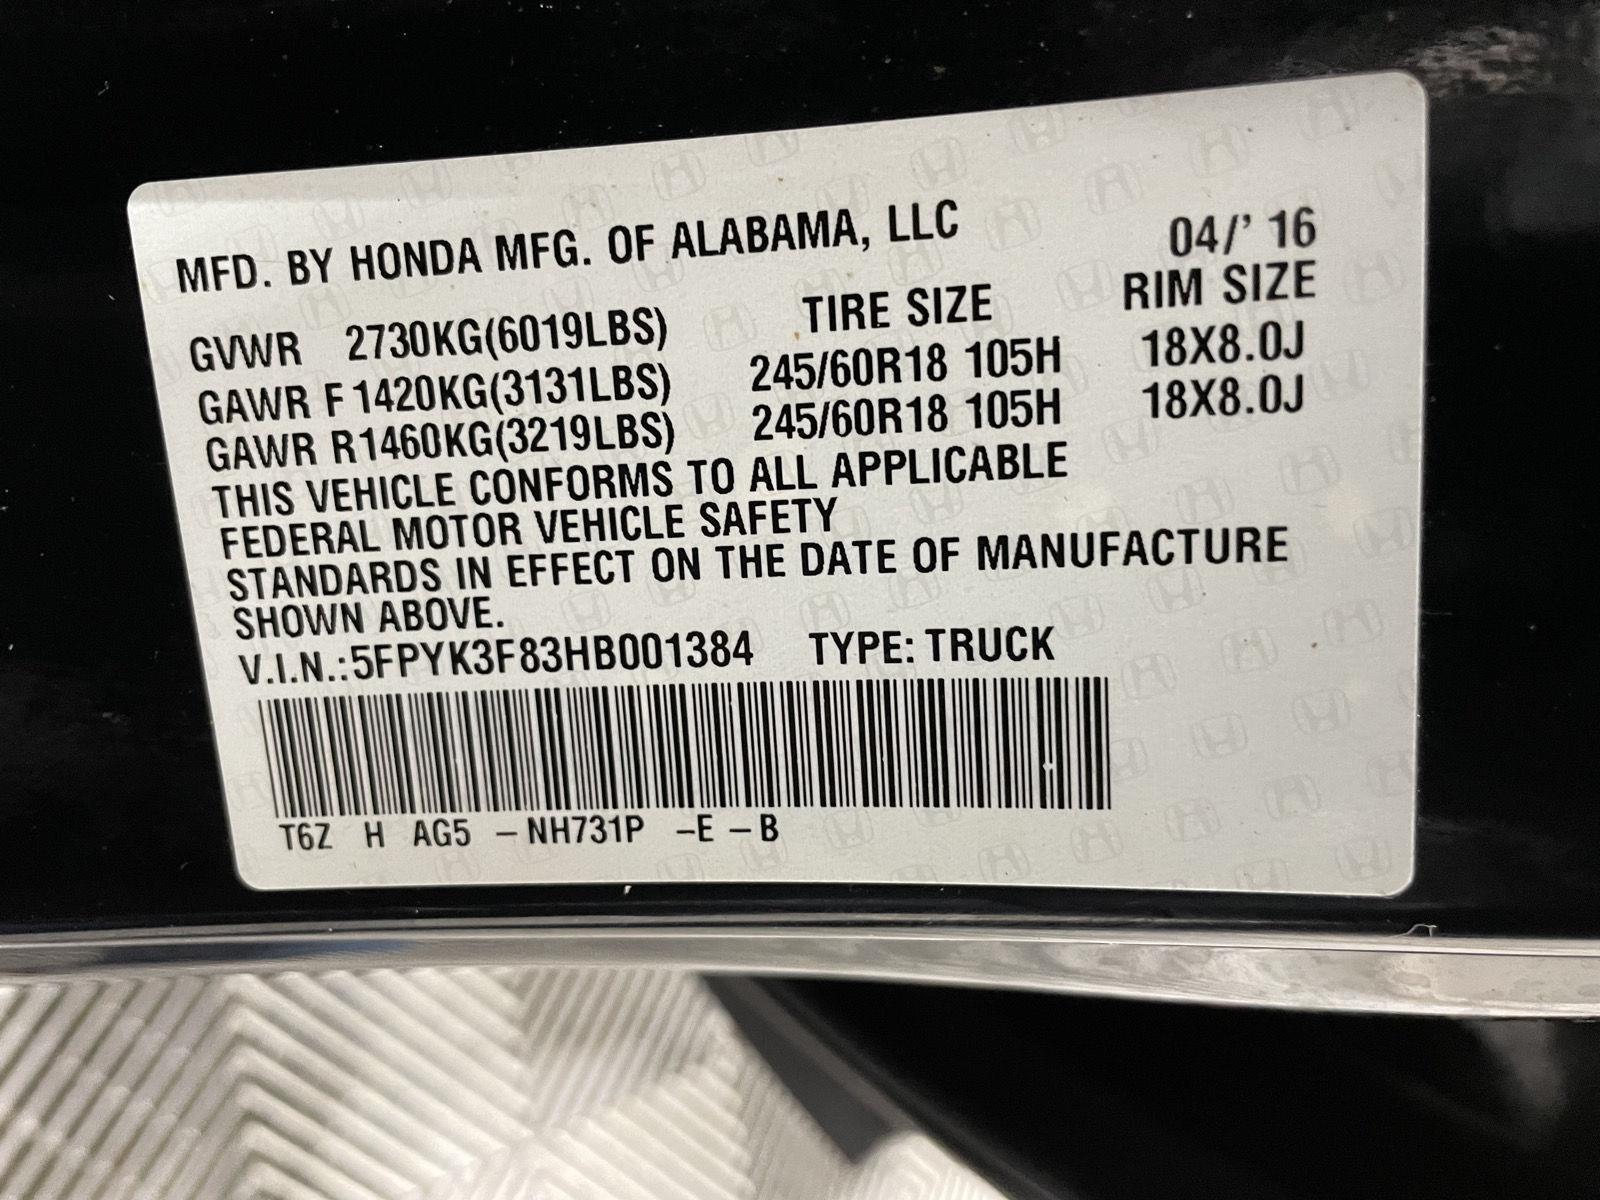 MFD. BY HONDA MFG. OF ALABAMA, LLC 04/' 16
GVWR 2730KG(6019LBS) TIRE SIZE RIM SIZE
GAWR F 1420KG(3131LBS) 245/60R18 105H 18X8.0J
GAWR R1460KG(3219LBS) 245/60R18 105H 18X8.0J
THIS VEHICLE CONFORMS TO ALL APPLICABLE
FEDERAL MOTOR VEHICLE SAFETY
STANDARDS IN EFFECT ON THE DATE OF MANUFACTURE
SHOWN ABOVE.
V.I.N.:5FPYK3F83HB001384 TYPE: TRUCK
T6Z H AG5 – NH731P –E – B